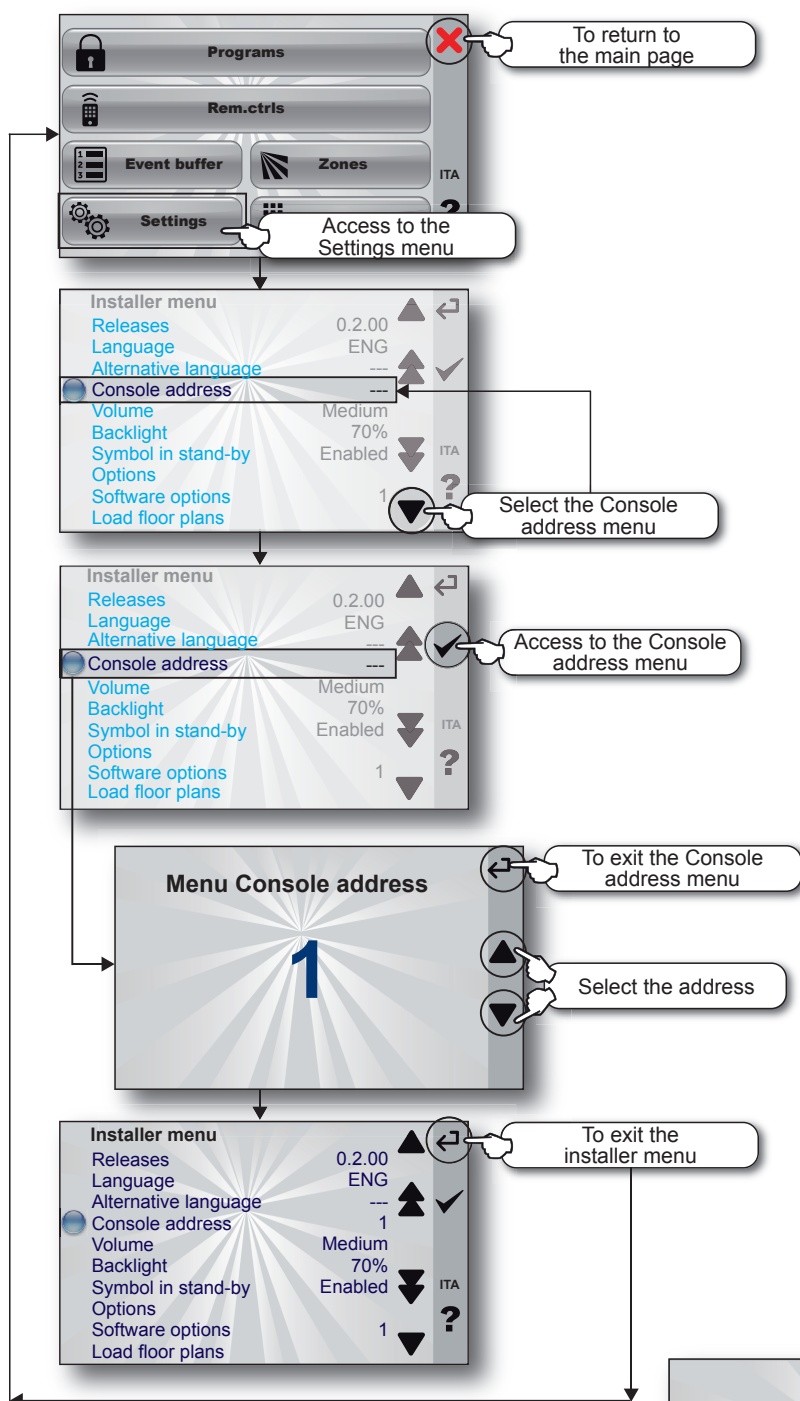 Programs
To return to
the main page
Rem.ctrls
1
2
3
Event buffer
Zones
ITA
Settings
?
Access to the
Settings menu
Installer menu
Releases 0.2.00
Language ENG
Alternative language ---
Console address ---
Volume Medium
Backlight 70%
Symbol in stand-by Enabled
ITA
Options
?
Software options 1
Load floor plans
Select the Console
address menu
Installer menu
Releases 0.2.00
Language ENG
Alternative language ---
Console address ---
Access to the Console
address menu
Volume Medium
Backlight 70%
Symbol in stand-by Enabled
ITA
Options
?
Software options 1
Load floor plans
Menu Console address
To exit the Console
address menu
1
Select the address
Installer menu
To exit the
installer menu
Releases 0.2.00
Language ENG
Alternative language ---
Console address 1
Volume Medium
Backlight 70%
Symbol in stand-by Enabled
ITA
Options
?
Software options 1
Load floor plans